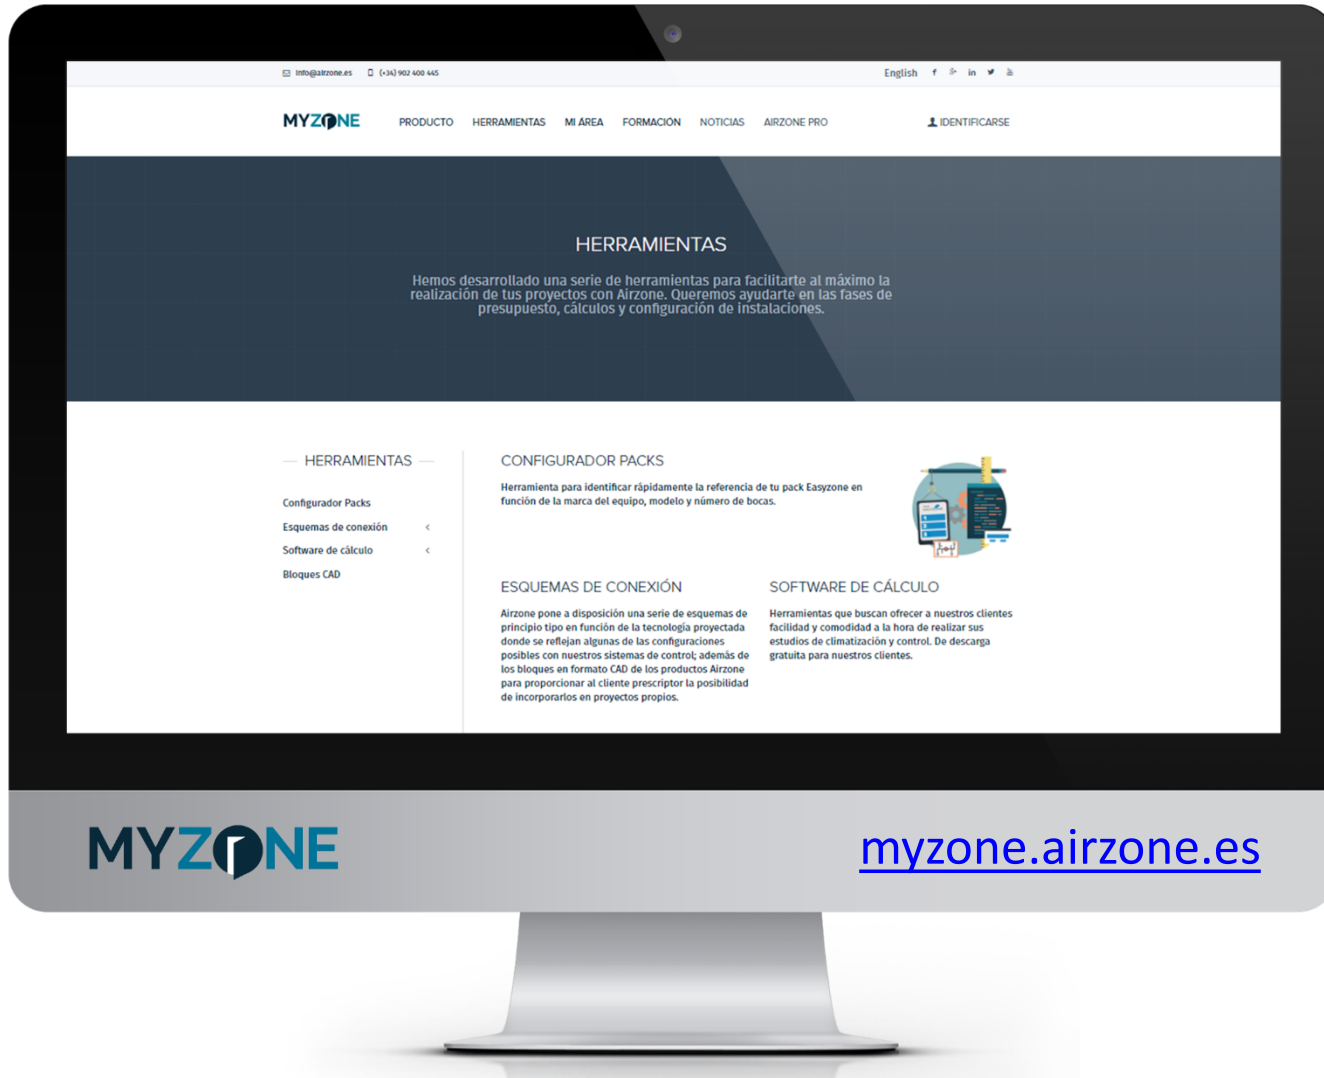 info@airzone.es (+34) 902 400 445 English
MYZONE PRODUCTO HERRAMIENTAS MI ÁREA FORMACIÓN NOTICIAS AIRZONE PRO IDENTIFICARSE
HERRAMIENTAS
Hemos desarrollado una serie de herramientas para facilitarte al máximo la
realización de tus proyectos con Airzone. Queremos ayudarte en las fases de
presupuesto, cálculos y configuración de instalaciones.
HERRAMIENTAS
Configurador Packs
Esquemas de conexión
Software de cálculo
Bloques CAD
CONFIGURADOR PACKS
Herramienta para identificar rápidamente la referencia de tu pack Easyzone en
función de la marca del equipo, modelo y número de bocas.
ESQUEMAS DE CONEXIÓN
Airzone pone a disposición una serie de esquemas de
principio tipo en función de la tecnología proyectada
donde se reflejan algunas de las configuraciones
posibles con nuestros sistemas de control; además de
los bloques en formato CAD de los productos Airzone
para proporcionar al cliente prescriptor la posibilidad
de incorporarlos en proyectos propios.
SOFTWARE DE CÁLCULO
Herramientas que buscan ofrecer a nuestros clientes
facilidad y comodidad a la hora de realizar sus
estudios de climatización y control. De descarga
gratuita para nuestros clientes.
MYZONE
myzone.airzone.es